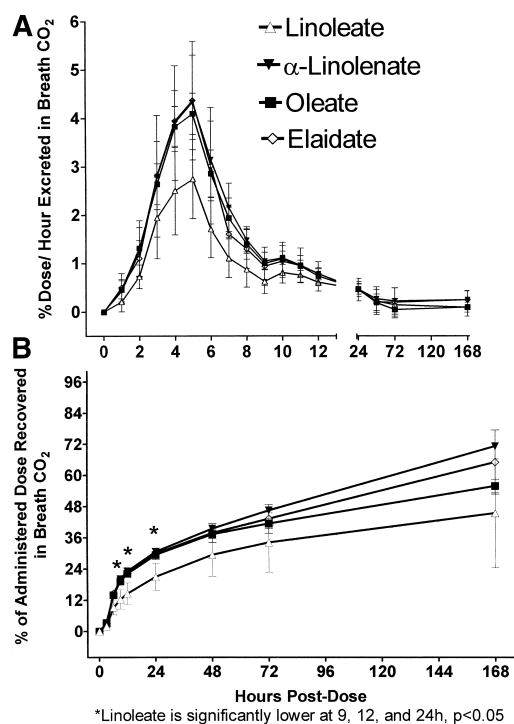 A
% Dose/ Hour Excreted in Breath CO2
6
5
4
3
2
1
0
Linoleate
α-Linolenate
Oleate
Elaidate
0 2 4 6 8 10 12 24 72 120 168
B
% of Administered Dose Recovered
in Breath CO2
96
84
72
60
48
36
24
12
0
* * *
0 24 48 72 96 120 144 168
Hours Post-Dose
*Linoleate is significantly lower at 9, 12, and 24h, p<0.05